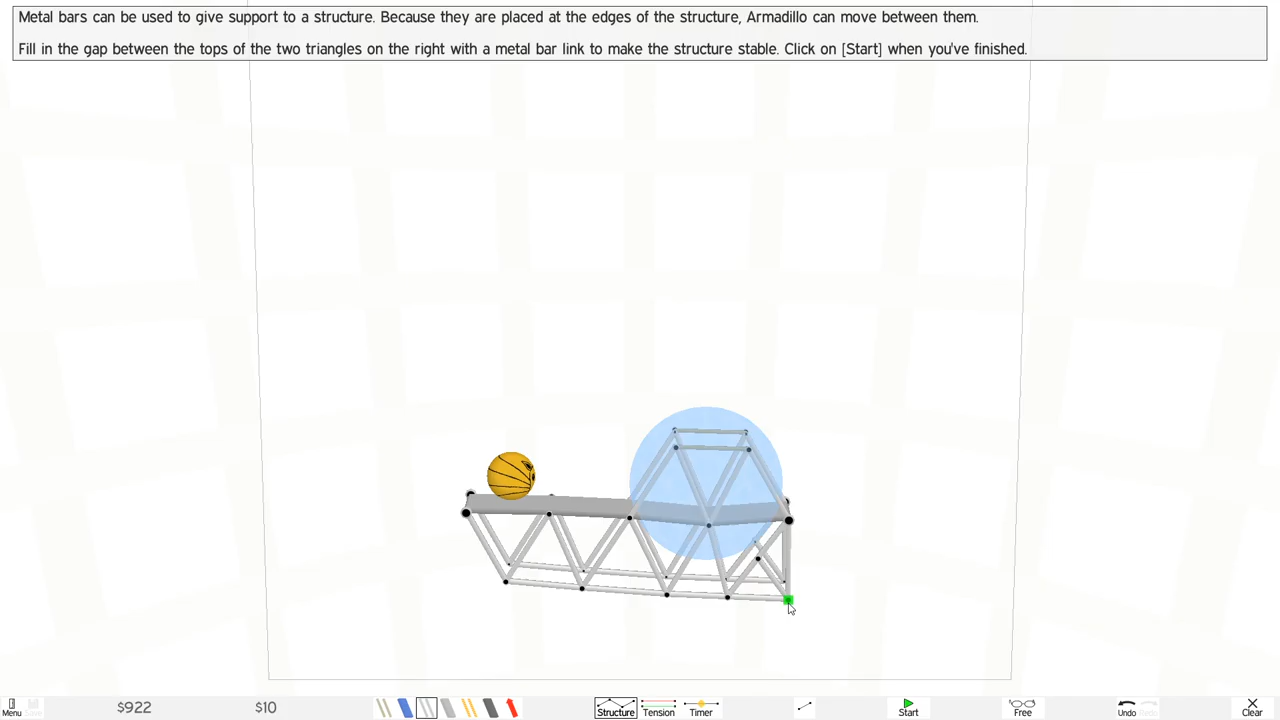 Metal bars can be used to give support to a structure. Because they are placed at the edges of the structure, Armadillo can move between them.
Fill in the gap between the tops of the two triangles on the right with a metal bar link to make the structure stable. Click on [Start] when you've finished.
Menu $922 $10 Structure Tension Timer Start Free Undo Clear